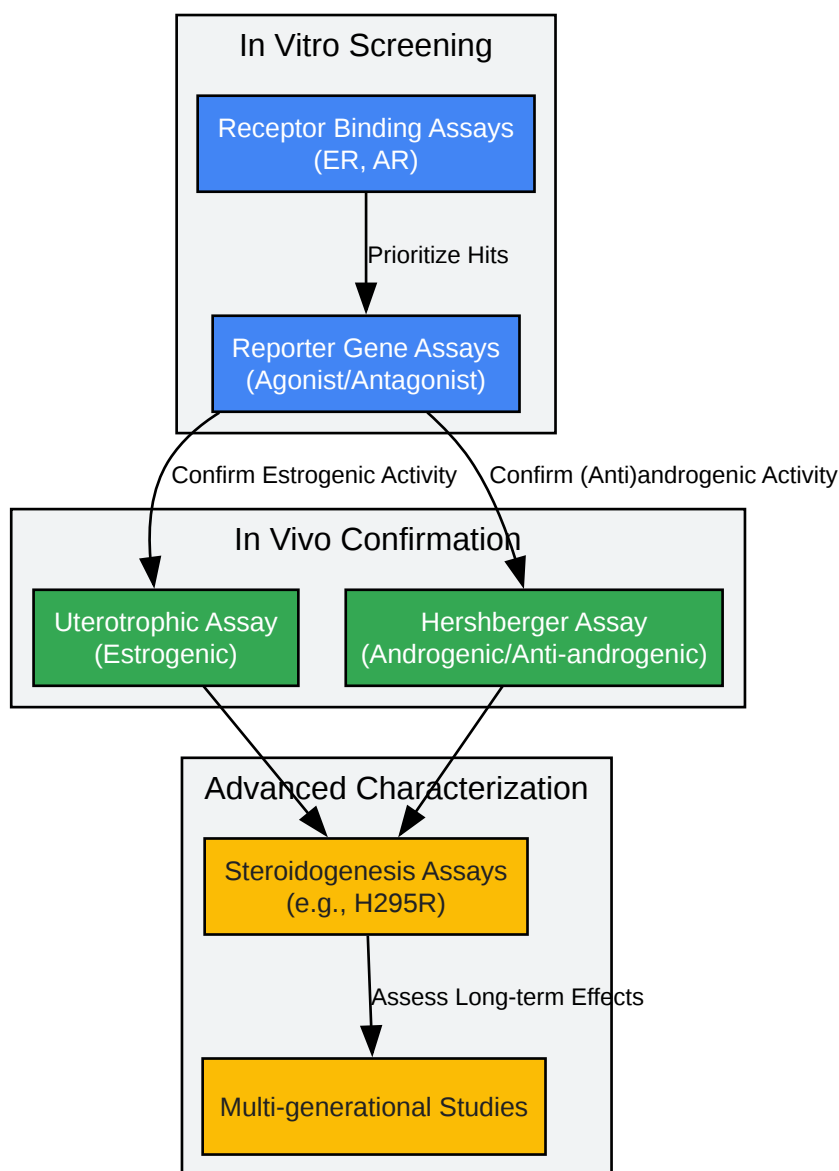 In Vitro Screening
Receptor Binding Assays
(ER, AR)
Prioritize Hits
Reporter Gene Assays
(Agonist/Antagonist)
Confirm Estrogenic Activity
Confirm (Anti)androgenic Activity
In Vivo Confirmation
Uterotrophic Assay
(Estrogenic)
Hershberger Assay
(Androgenic/Anti-androgenic)
Advanced Characterization
Steroidogenesis Assays
(e.g., H295R)
Assess Long-term Effects
Multi-generational Studies